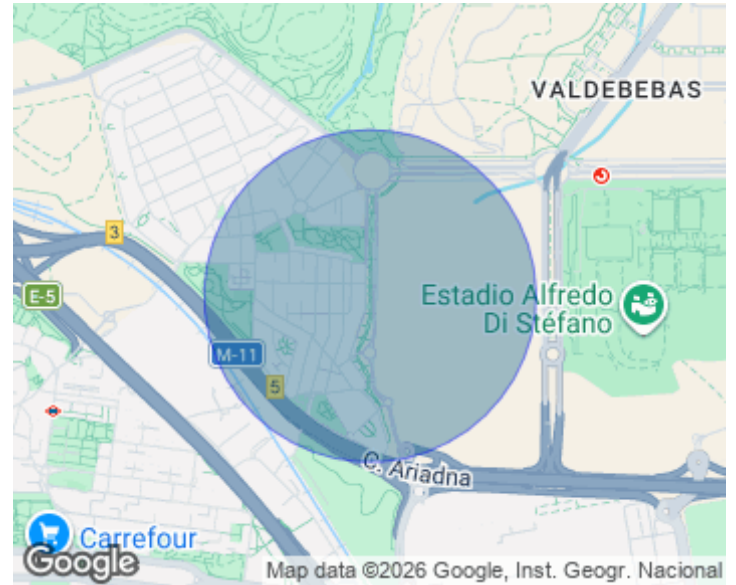 VALDEBEBAS
3
E-5
Estadio Alfredo
Di Stéfano
M-11
5
C. Ariadna
Carrefour
Google
Map data ©2026 Google, Inst. Geogr. Nacional